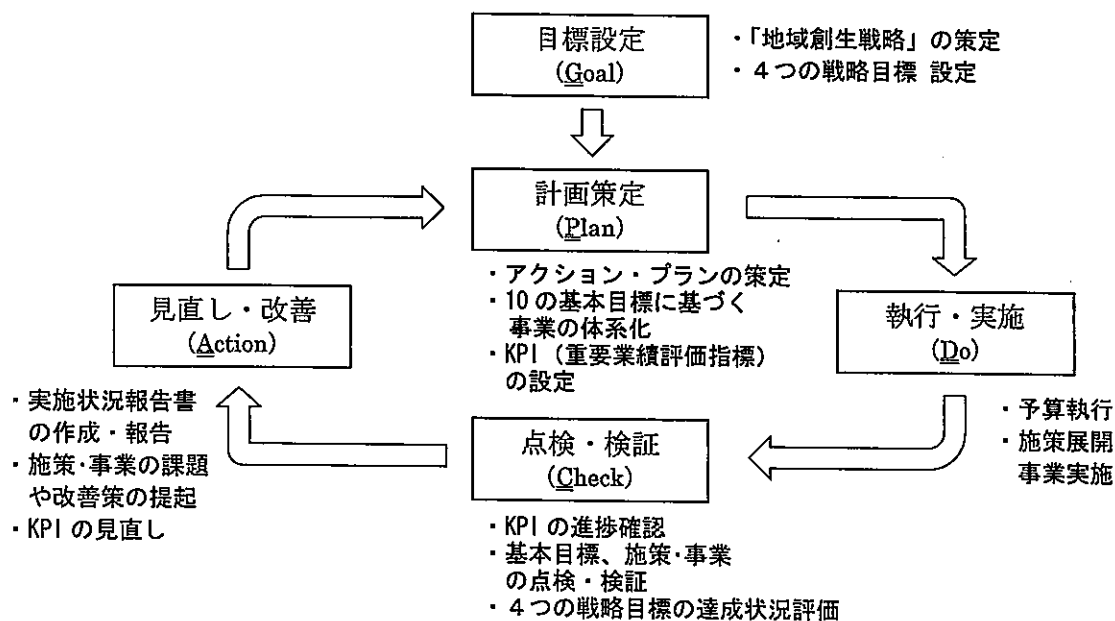 目標設定
(Goal)
・「地域創生戦略」の策定
・４つの戦略目標 設定
計画策定
(Plan)
・アクション・プランの策定
・10の基本目標に基づく
事業の体系化
・KPI（重要業績評価指標）
の設定
執行・実施
(Do)
・予算執行
・施策展開
事業実施
点検・検証
(Check)
・KPIの進捗確認
・基本目標、施策・事業
の点検・検証
・４つの戦略目標の達成状況評価
見直し・改善
(Action)
・実施状況報告書
の作成・報告
・施策・事業の課題
や改善策の提起
・KPIの見直し